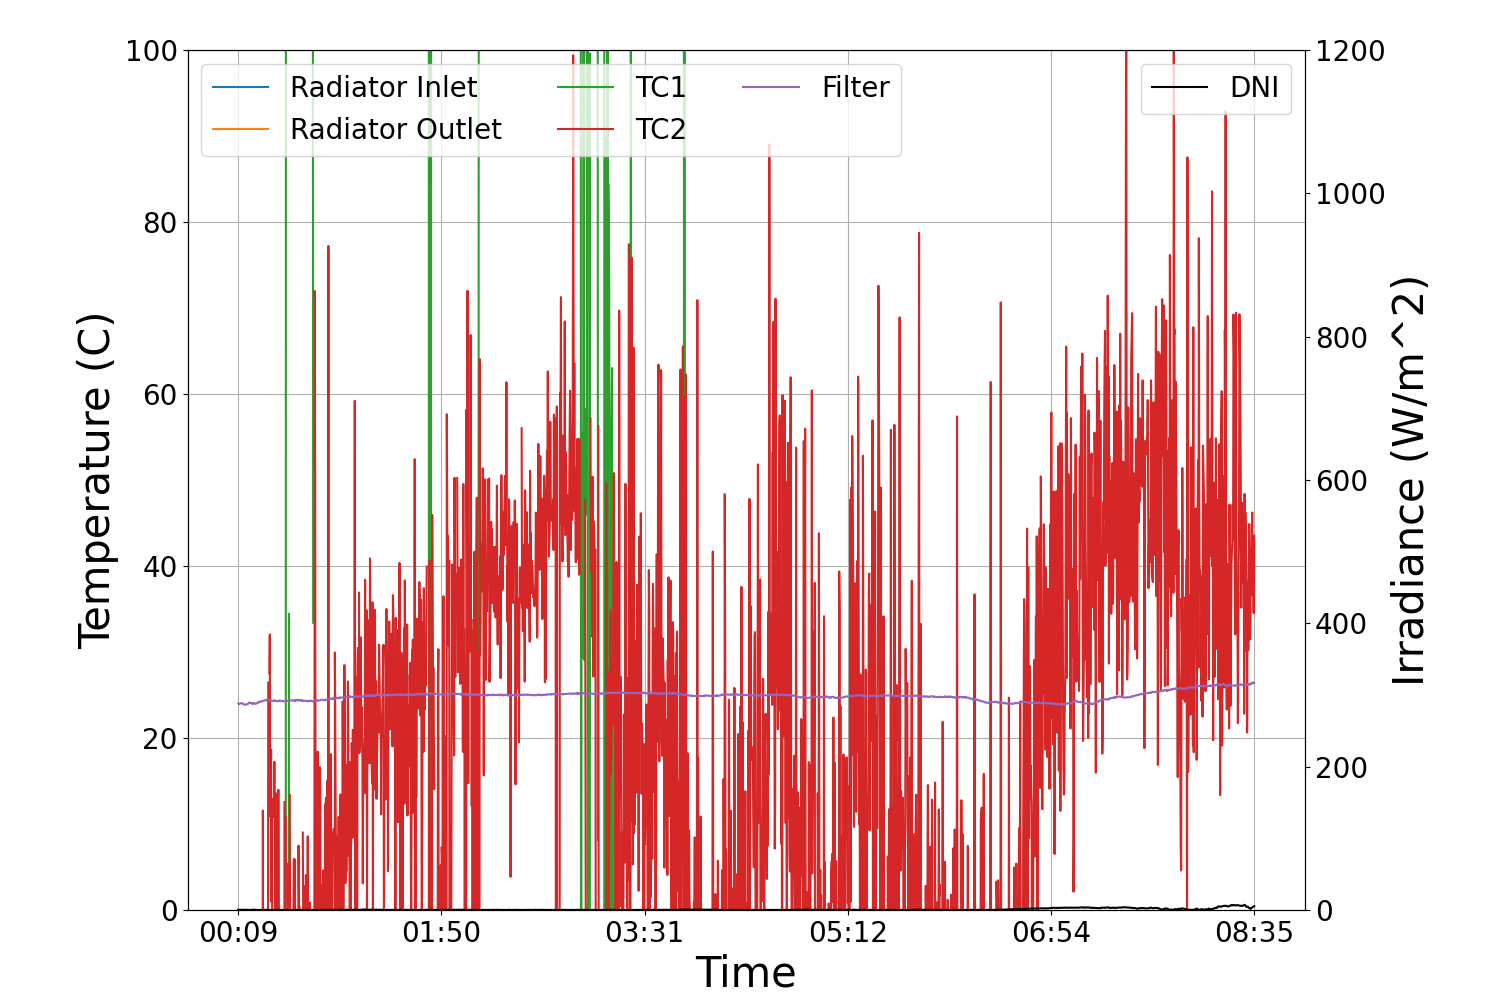 100
80
60
40
20
0
Temperature (C)
Radiator Inlet
Radiator Outlet
TC1
TC2
Filter
DNI
1200
1000
800
600
400
200
0
Irradiance (W/m^2)
00:09 01:50 03:31 05:12 06:54 08:35
Time